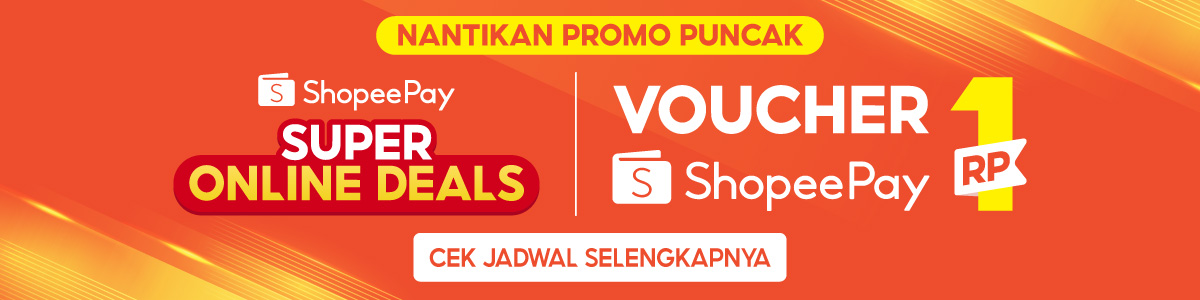 NANTIKAN PROMO PUNCAK
S ShopeePay
SUPER
ONLINE DEALS
VOUCHER
S ShopeePay
RP 1
CEK JADWAL SELENGKAPNYA